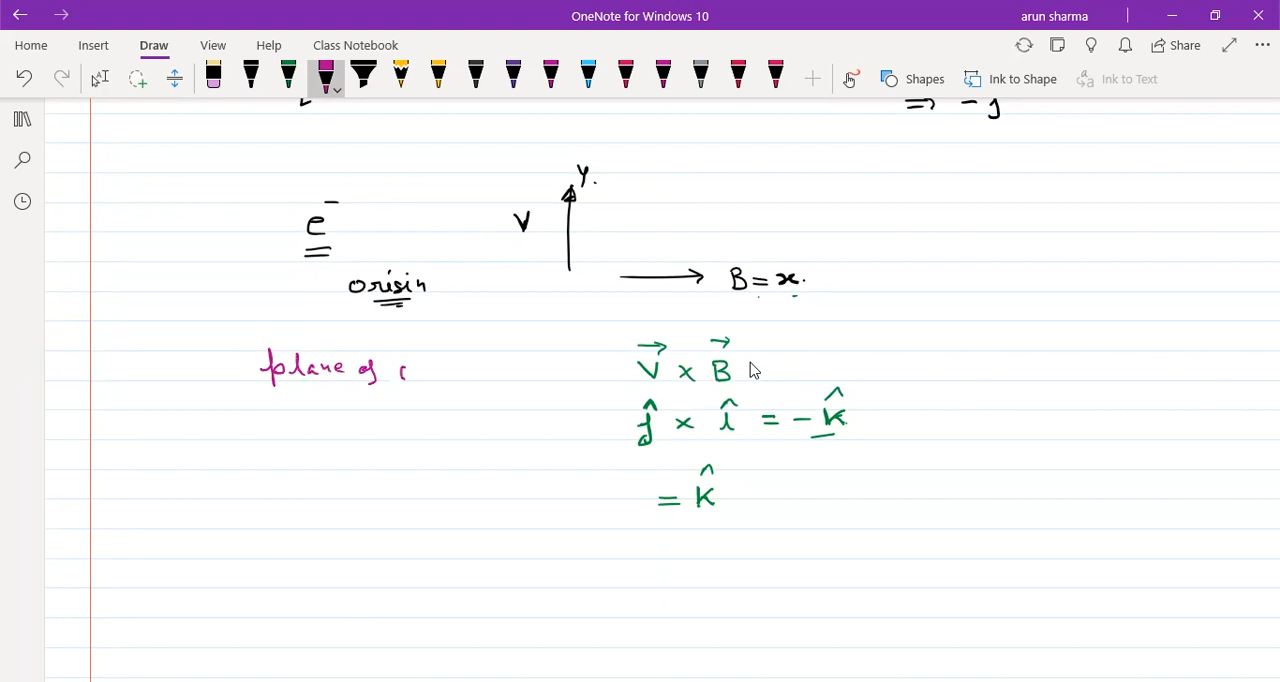 OneNote for Windows 10
arun sharma
Home Insert Draw View Help Class Notebook
Share
Shapes Ink to Shape Ink to Text
⇒ - j
y.
e⁻
V
B = x.
orisin
plane of c
V⃗ × B⃗
ĵ × î = - k̂
= k̂